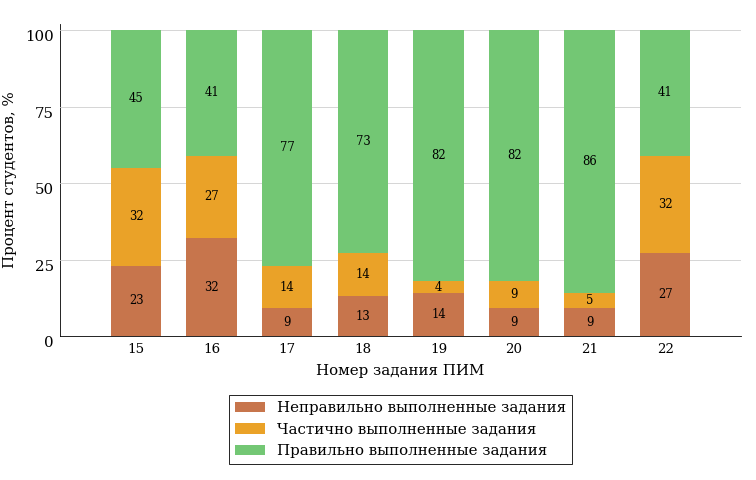 100
75
50
25
0
Процент студентов, %
45 41 77 73 82 82 86 41
32 27 14 14 4 9 5 32
23 32 9 13 14 9 9 27
15 16 17 18 19 20 21 22
Номер задания ПИМ
Неправильно выполненные задания
Частично выполненные задания
Правильно выполненные задания